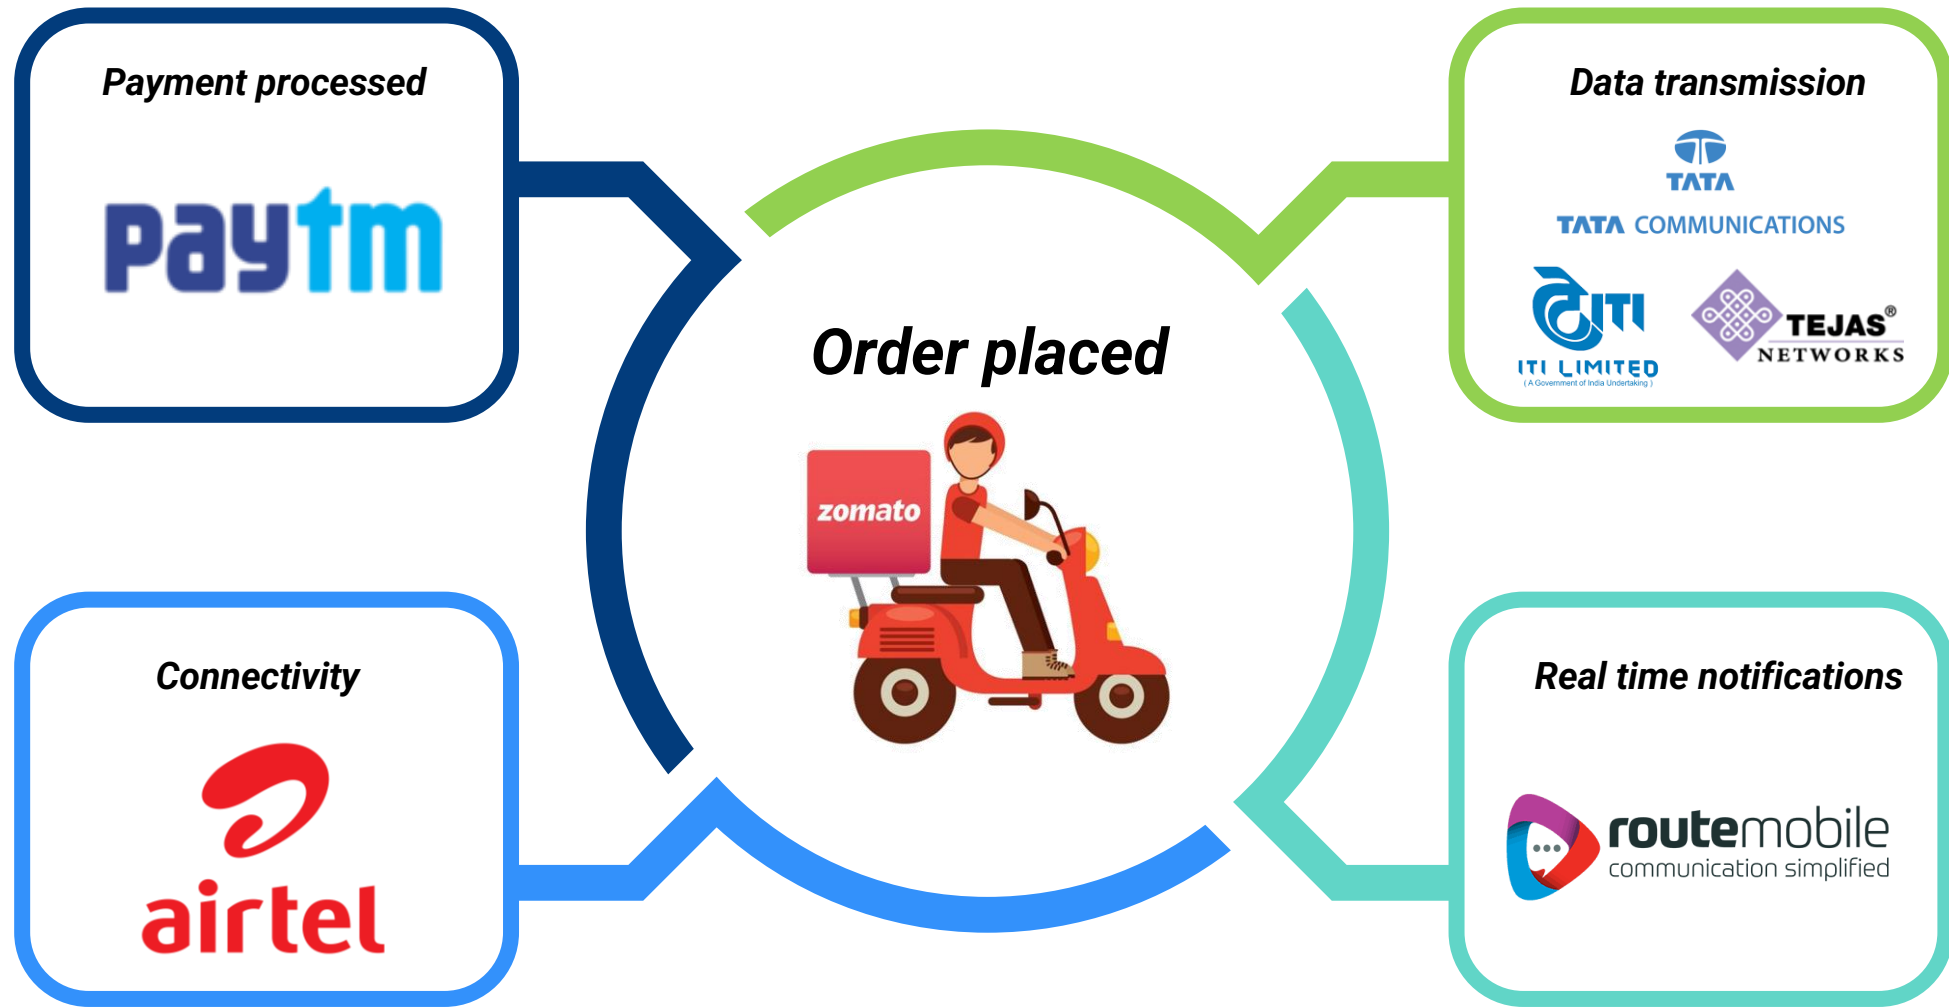 Payment processed
paytm
Data transmission
TATA
TATA COMMUNICATIONS
ITI
ITI LIMITED
( A Government of India Undertaking )
TEJAS®
NETWORKS
Order placed
zomato
Connectivity
airtel
Real time notifications
routemobile
communication simplified